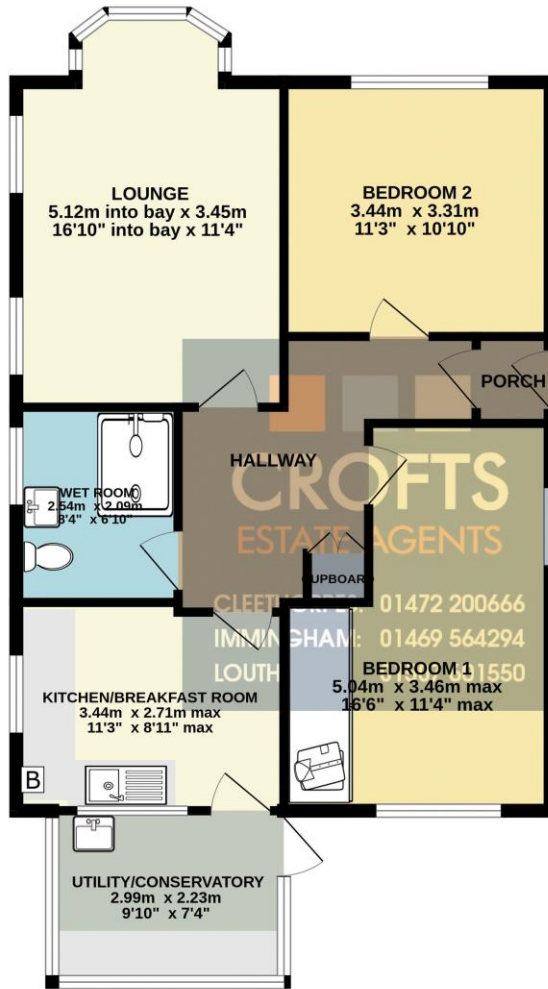 LOUNGE
5.12m into bay x 3.45m
16'10" into bay x 11'4"
BEDROOM 2
3.44m x 3.31m
11'3" x 10'10"
PORCH
HALLWAY
CROFTS
ESTATE AGENTS
WET ROOM
2.54m x 2.09m
8'4" x 6'10"
CUPBOARD
CLEETHORPES: 01472 200666
IMMINGHAM: 01469 564294
LOUTH
BEDROOM 1
5.04m x 3.46m max
16'6" x 11'4" max
KITCHEN/BREAKFAST ROOM
3.44m x 2.71m max
11'3" x 8'11" max
B
UTILITY/CONSERVATORY
2.99m x 2.23m
9'10" x 7'4"